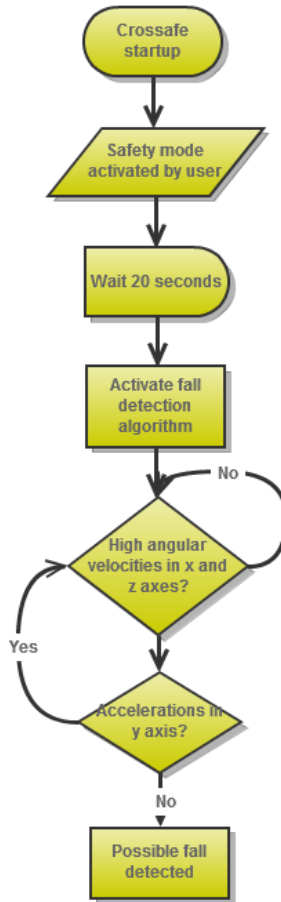 Crossafe
startup
Safety mode
activated by user
Wait 20 seconds
Activate fall
detection
algorithm
No
High angular
velocities in x and
z axes?
Yes
Accelerations in
y axis?
No
Possible fall
detected